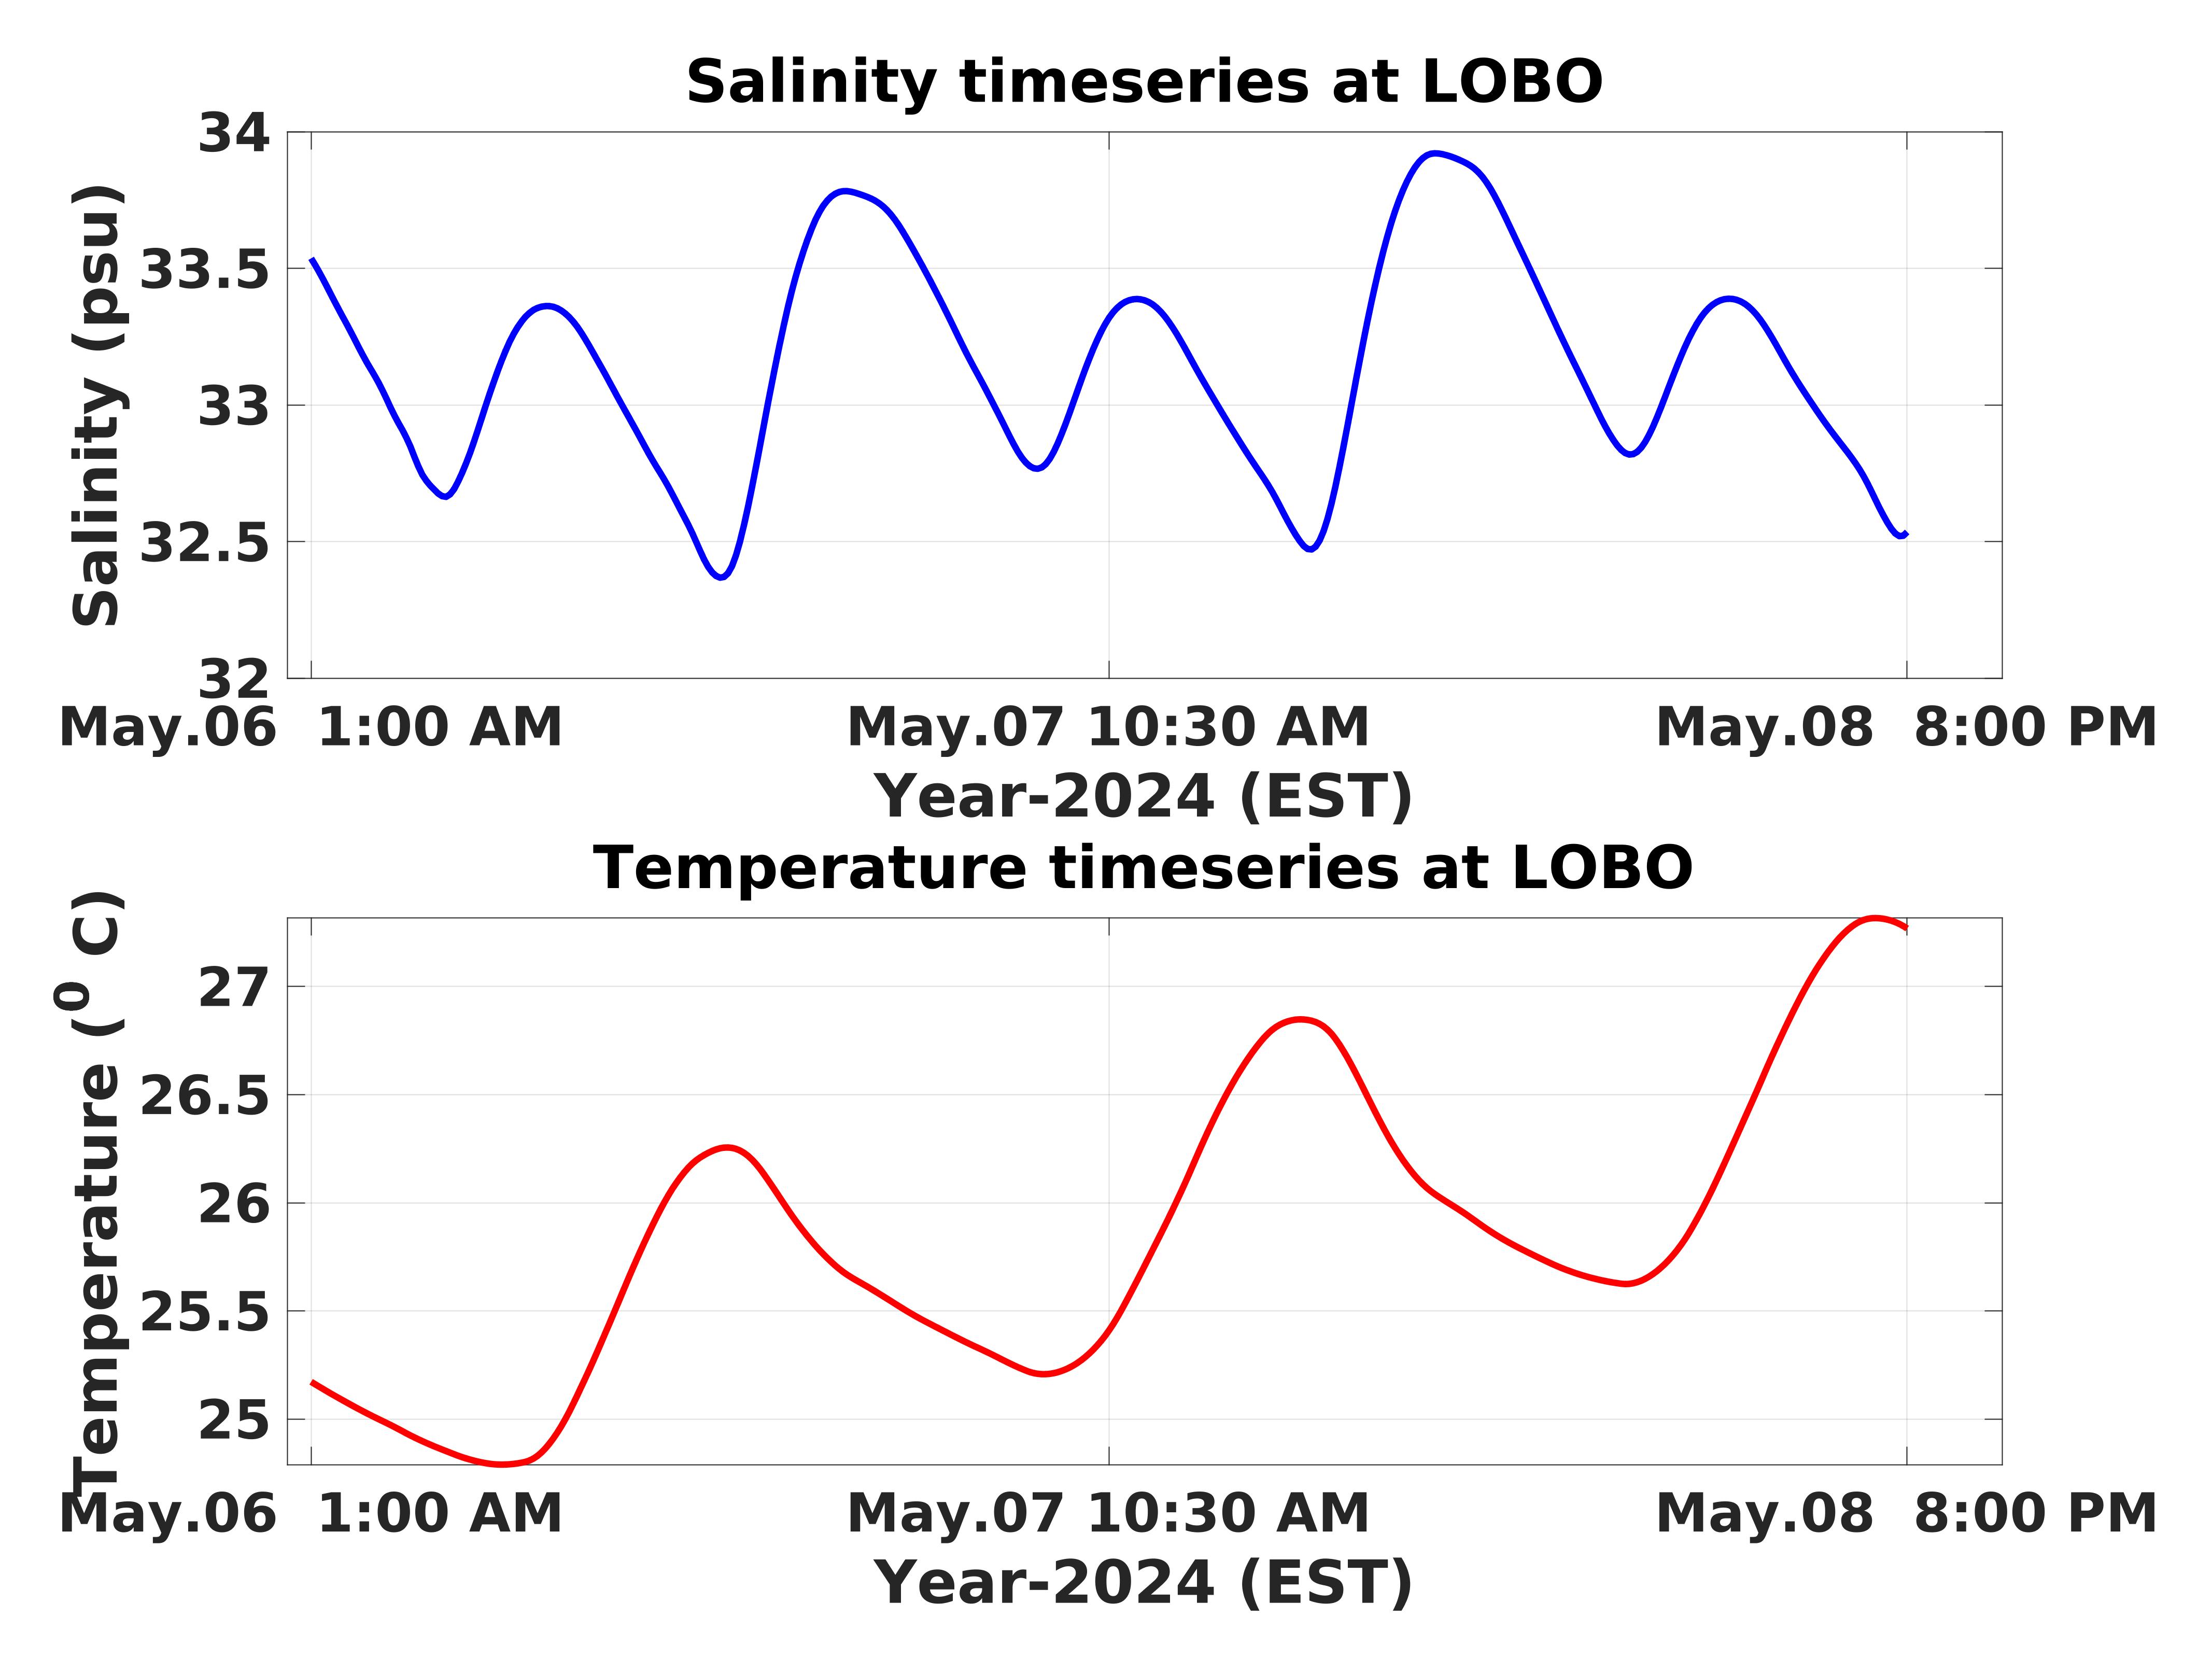 Salinity timeseries at LOBO
Salinity (psu)
34
33.5
33
32.5
32
May.06  1:00 AM
May.07 10:30 AM
May.08  8:00 PM
Year-2024 (EST)
Temperature timeseries at LOBO
Temperature (⁰ C)
27
26.5
26
25.5
25
May.06  1:00 AM
May.07 10:30 AM
May.08  8:00 PM
Year-2024 (EST)